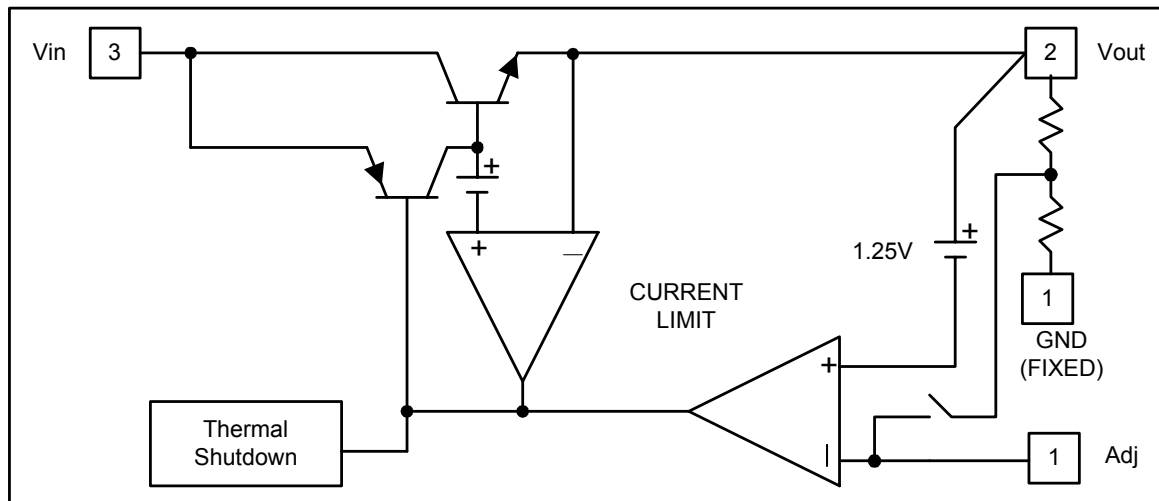 Vin
3
2
Vout
+
+
–
1.25V
+
CURRENT
LIMIT
1
GND
(FIXED)
+
–
Thermal
Shutdown
1
Adj